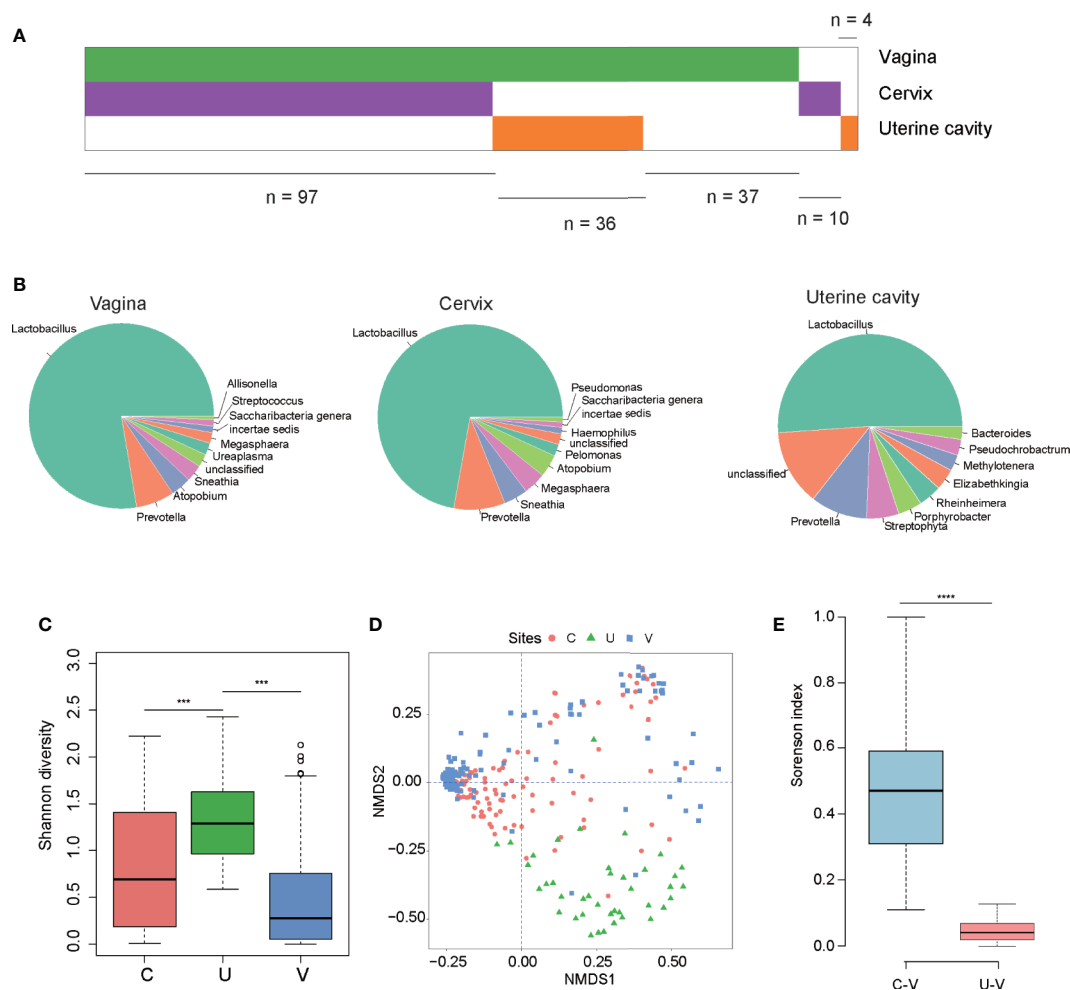 A
n = 4
Vagina
Cervix
Uterine cavity
n = 97
n = 36
n = 37
n = 10
B
Vagina
Lactobacillus
Allisonella
Streptococcus
Saccharibacteria genera
incertae sedis
Megasphaera
Ureaplasma
unclassified
Sneathia
Atopobium
Prevotella
Cervix
Lactobacillus
Pseudomonas
Saccharibacteria genera
incertae sedis
Haemophilus
unclassified
Pelomonas
Atopobium
Megasphaera
Sneathia
Prevotella
Uterine cavity
Lactobacillus
Bacteroides
Pseudochrobactrum
Methylotenera
Elizabethkingia
Rheinheimera
Porphyrobacter
Streptophyta
Prevotella
unclassified
C
Shannon diversity
3.0
2.5
2.0
1.5
1.0
0.5
0.0
***
***
C U V
D
Sites C U V
NMDS2
0.25
0.00
−0.25
−0.50
−0.25 0.00 0.25 0.50
NMDS1
E
****
Sorenson index
1.0
0.8
0.6
0.4
0.2
0.0
C-V U-V